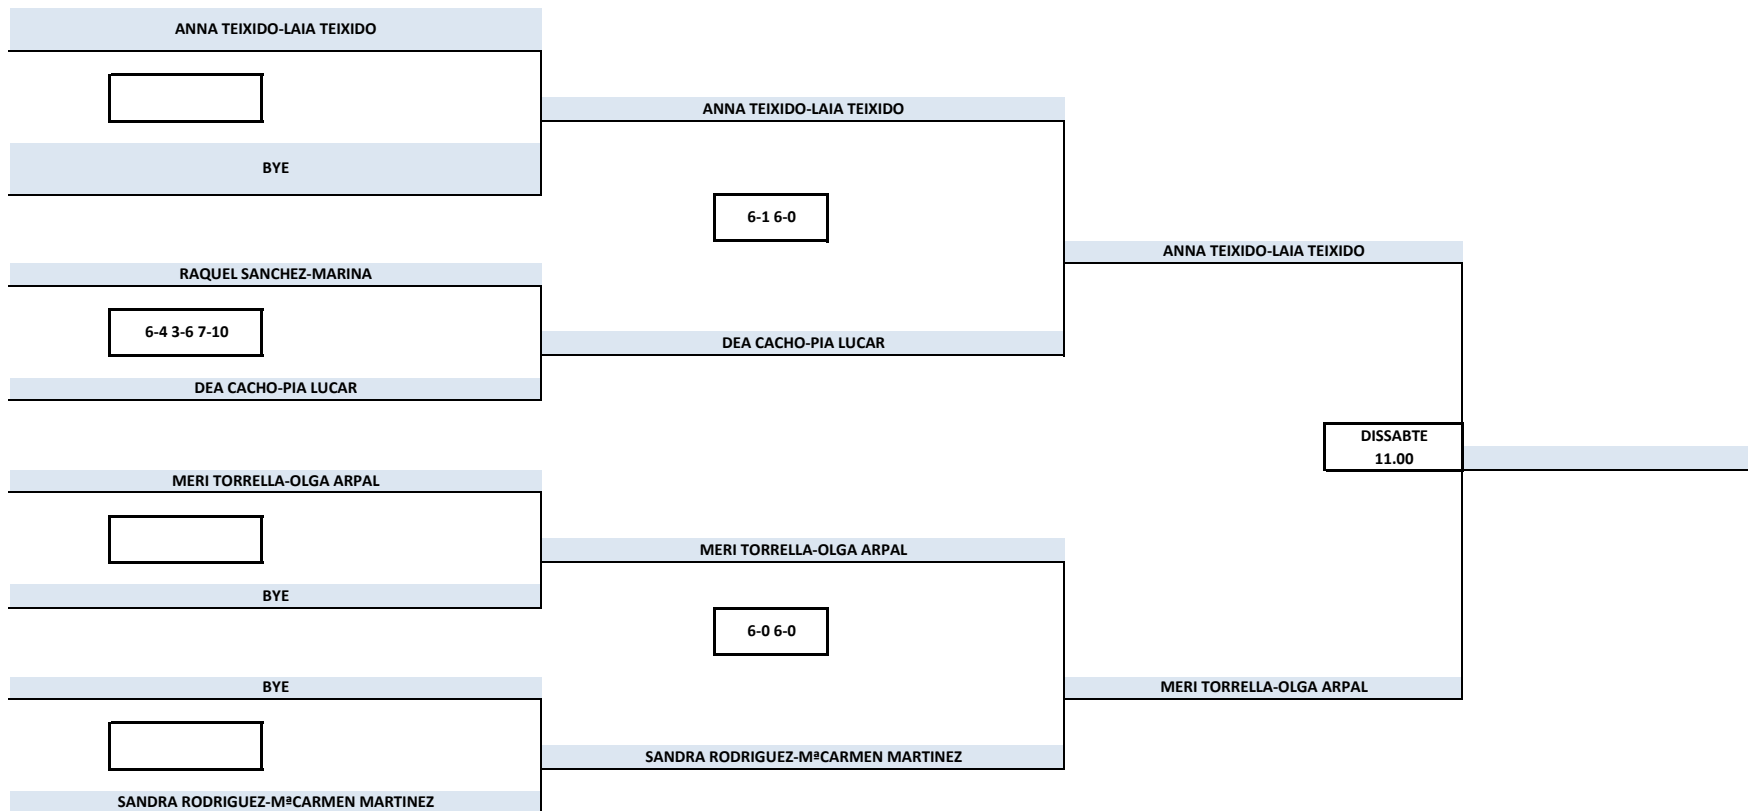 ANNA TEIXIDO-LAIA TEIXIDO
ANNA TEIXIDO-LAIA TEIXIDO
BYE
6-1 6-0
ANNA TEIXIDO-LAIA TEIXIDO
RAQUEL SANCHEZ-MARINA
6-4 3-6 7-10
DEA CACHO-PIA LUCAR
DEA CACHO-PIA LUCAR
DISSABTE
11.00
MERI TORRELLA-OLGA ARPAL
MERI TORRELLA-OLGA ARPAL
BYE
6-0 6-0
BYE
MERI TORRELLA-OLGA ARPAL
SANDRA RODRIGUEZ-MªCARMEN MARTINEZ
SANDRA RODRIGUEZ-MªCARMEN MARTINEZ